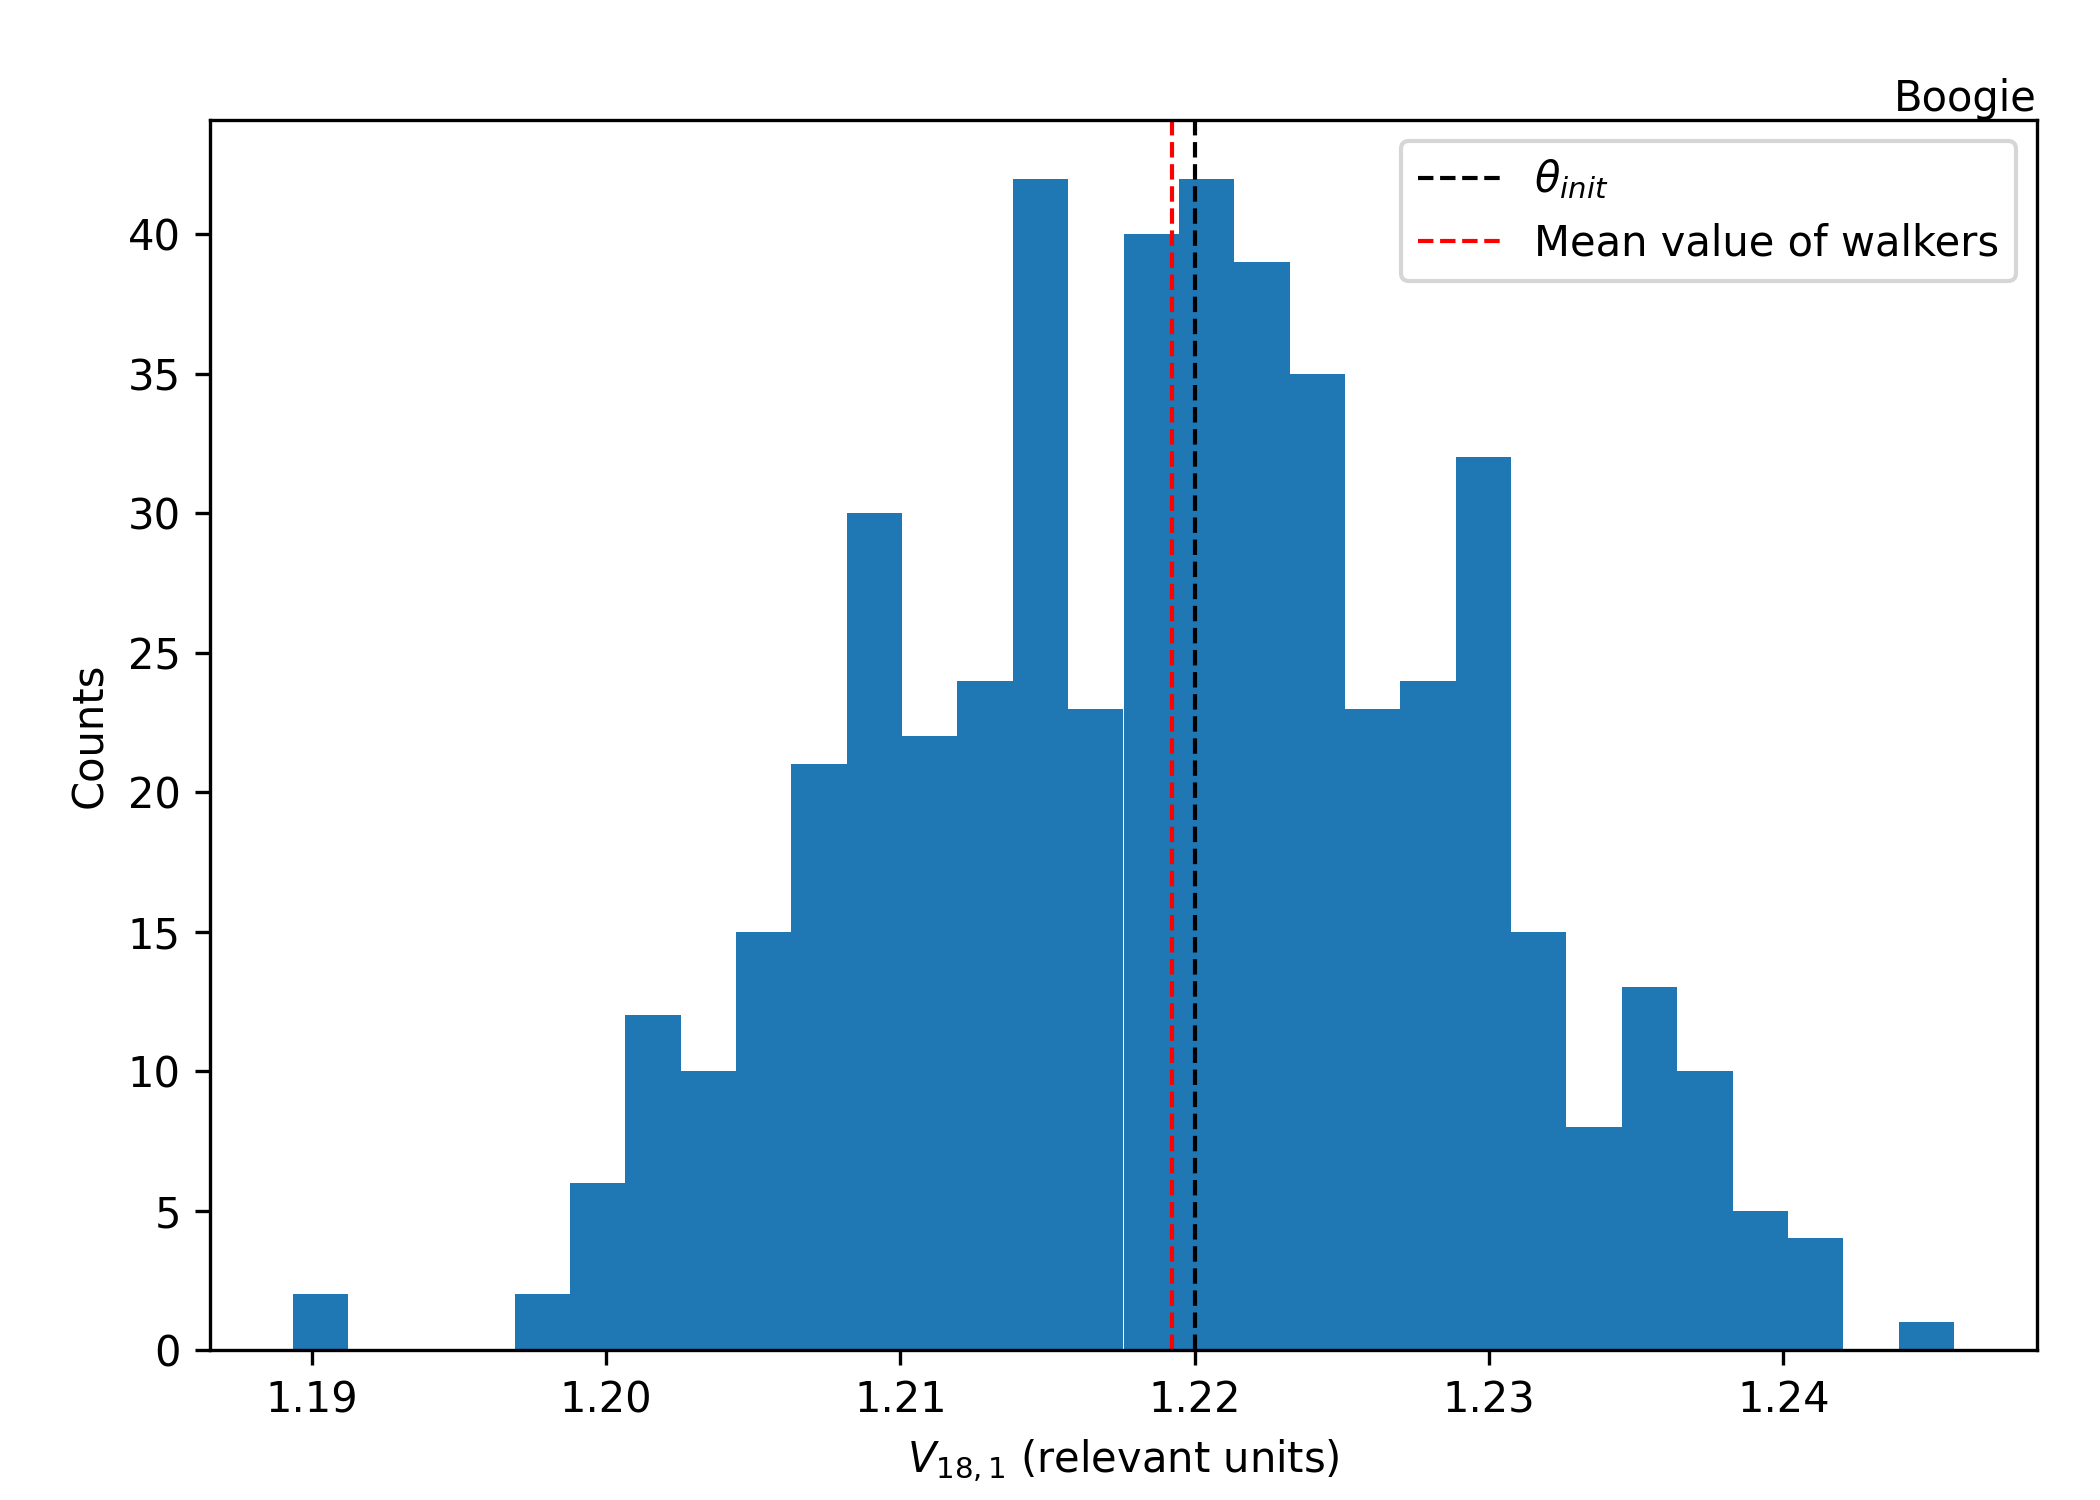 Boogie
θinit
Mean value of walkers
Counts
40
35
30
25
20
15
10
5
0
1.19 1.20 1.21 1.22 1.23 1.24
V18, 1 (relevant units)